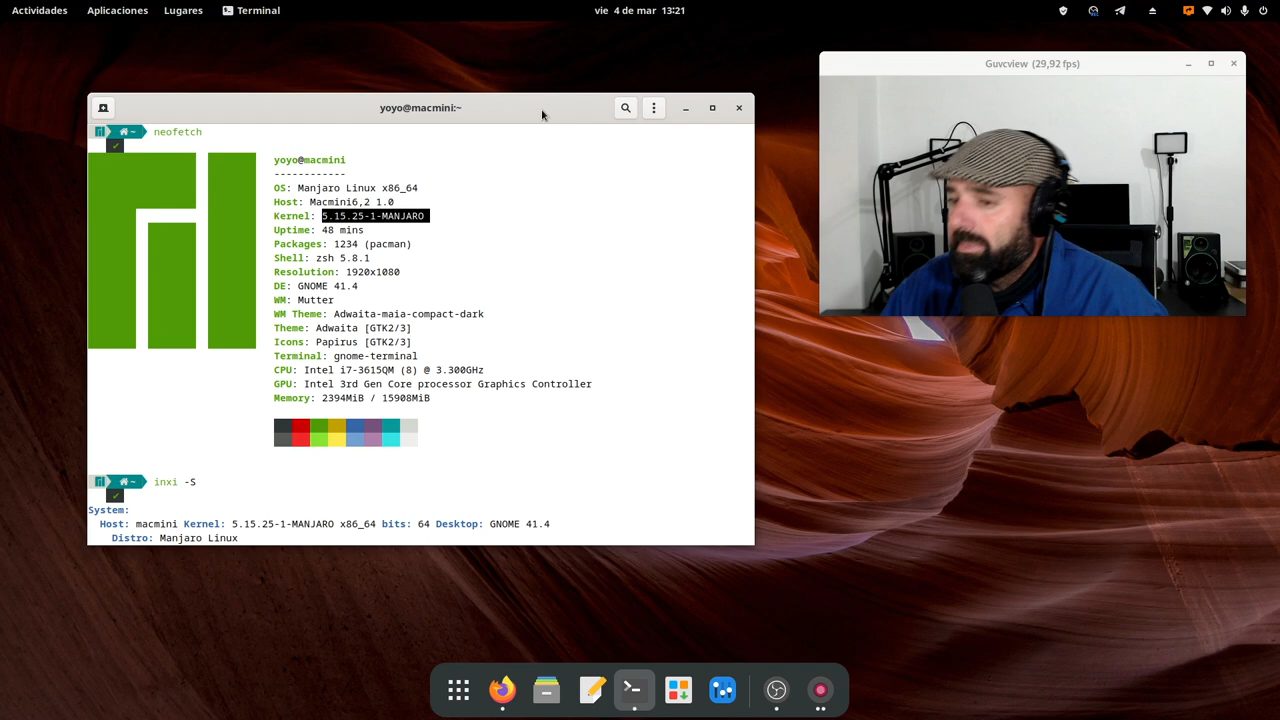 Actividades Aplicaciones Lugares Terminal vie 4 de mar 13:21
Guvcview (29,92 fps)
yoyo@macmini:~
~ neofetch
yoyo@macmini
------------
OS: Manjaro Linux x86_64
Host: Macmini6,2 1.0
Kernel: 5.15.25-1-MANJARO
Uptime: 48 mins
Packages: 1234 (pacman)
Shell: zsh 5.8.1
Resolution: 1920x1080
DE: GNOME 41.4
WM: Mutter
WM Theme: Adwaita-maia-compact-dark
Theme: Adwaita [GTK2/3]
Icons: Papirus [GTK2/3]
Terminal: gnome-terminal
CPU: Intel i7-3615QM (8) @ 3.300GHz
GPU: Intel 3rd Gen Core processor Graphics Controller
Memory: 2394MiB / 15908MiB
~ inxi -S
System:
Host: macmini Kernel: 5.15.25-1-MANJARO x86_64 bits: 64 Desktop: GNOME 41.4
Distro: Manjaro Linux